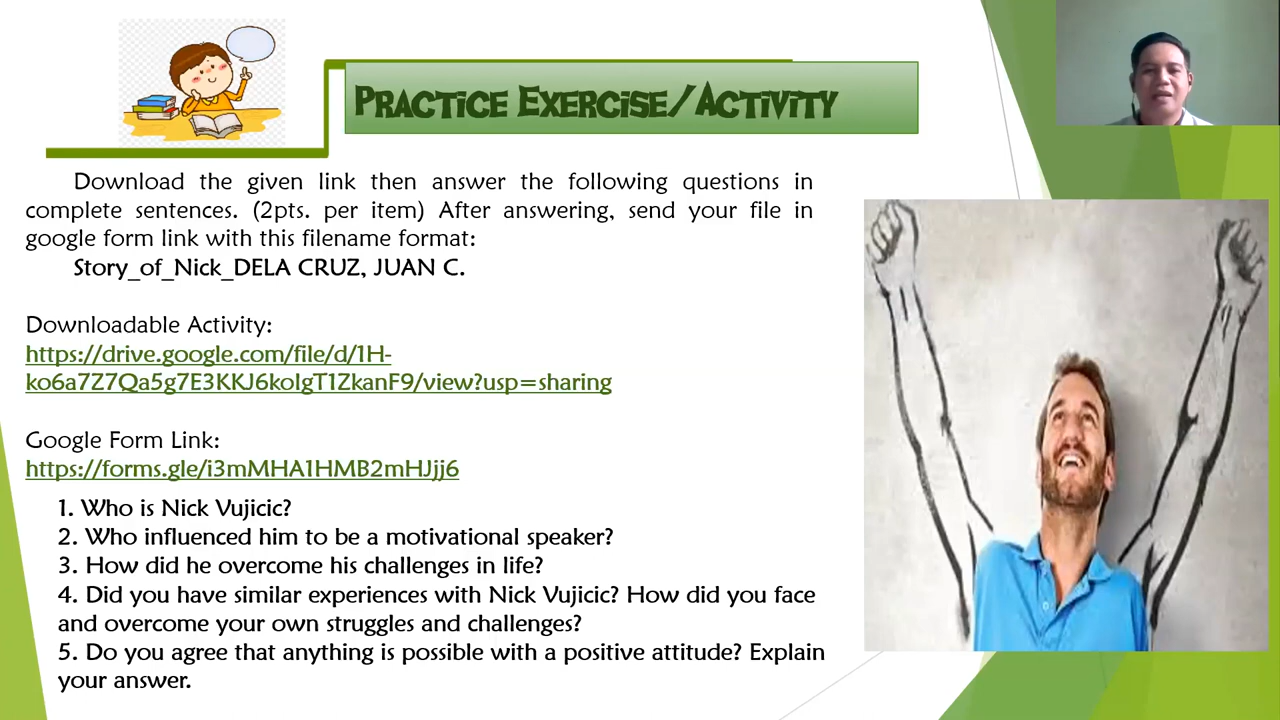 PRACTICE EXERCISE/ACTIVITY
Download the given link then answer the following questions in
complete sentences. (2pts. per item) After answering, send your file in
google form link with this filename format:
Story_of_Nick_DELA CRUZ, JUAN C.
Downloadable Activity:
https://drive.google.com/file/d/1H-
ko6a7Z7Qa5g7E3KKJ6koIgT1ZkanF9/view?usp=sharing
Google Form Link:
https://forms.gle/i3mMHA1HMB2mHJjj6
1. Who is Nick Vujicic?
2. Who influenced him to be a motivational speaker?
3. How did he overcome his challenges in life?
4. Did you have similar experiences with Nick Vujicic? How did you face
and overcome your own struggles and challenges?
5. Do you agree that anything is possible with a positive attitude? Explain
your answer.